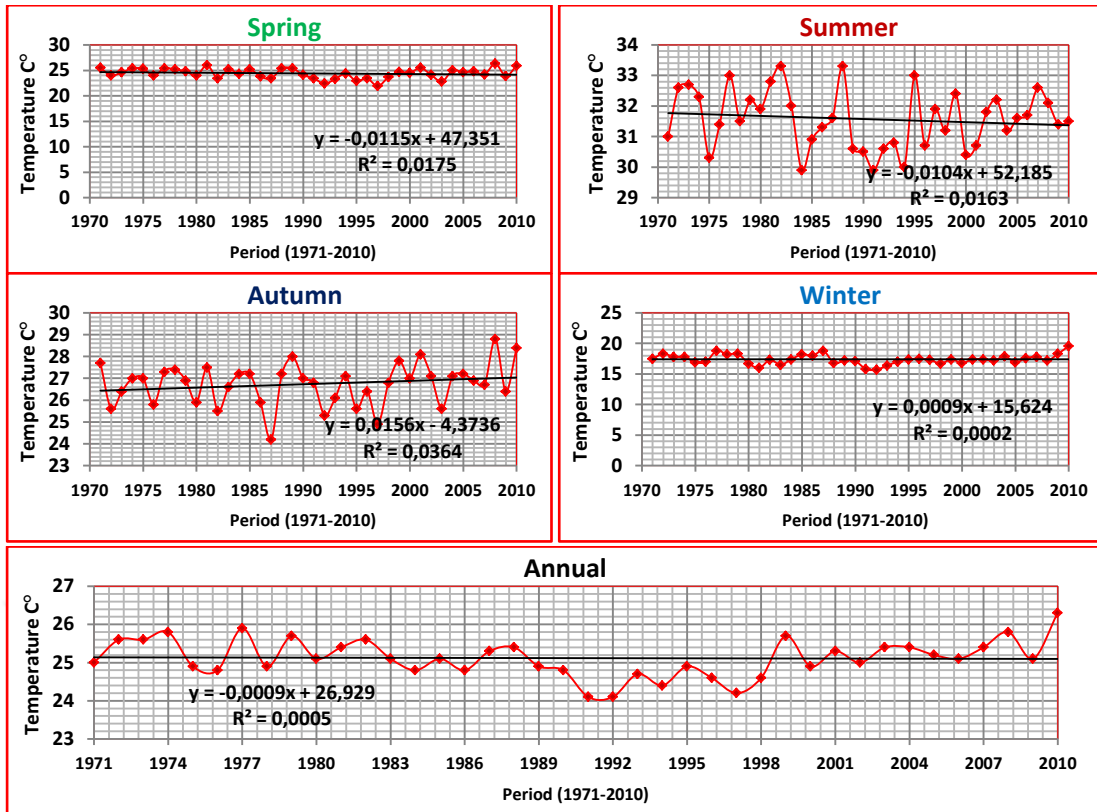 Spring
Temperature C°
30
25
20
15
10
5
0
y = -0,0115x + 47,351
R² = 0,0175
1970 1975 1980 1985 1990 1995 2000 2005 2010
Period (1971-2010)
Summer
Temperature C°
34
33
32
31
30
29
y = -0,0104x + 52,185
R² = 0,0163
1970 1975 1980 1985 1990 1995 2000 2005 2010
Period (1971-2010)
Autumn
Temperature C°
30
29
28
27
26
25
24
23
y = 0,0156x - 4,3736
R² = 0,0364
1970 1975 1980 1985 1990 1995 2000 2005 2010
Period (1971-2010)
Winter
Temperature C°
25
20
15
10
5
0
y = 0,0009x + 15,624
R² = 0,0002
1970 1975 1980 1985 1990 1995 2000 2005 2010
Period (1971-2010)
Annual
Temperature C°
27
26
25
24
23
y = -0,0009x + 26,929
R² = 0,0005
1971 1974 1977 1980 1983 1986 1989 1992 1995 1998 2001 2004 2007 2010
Period (1971-2010)